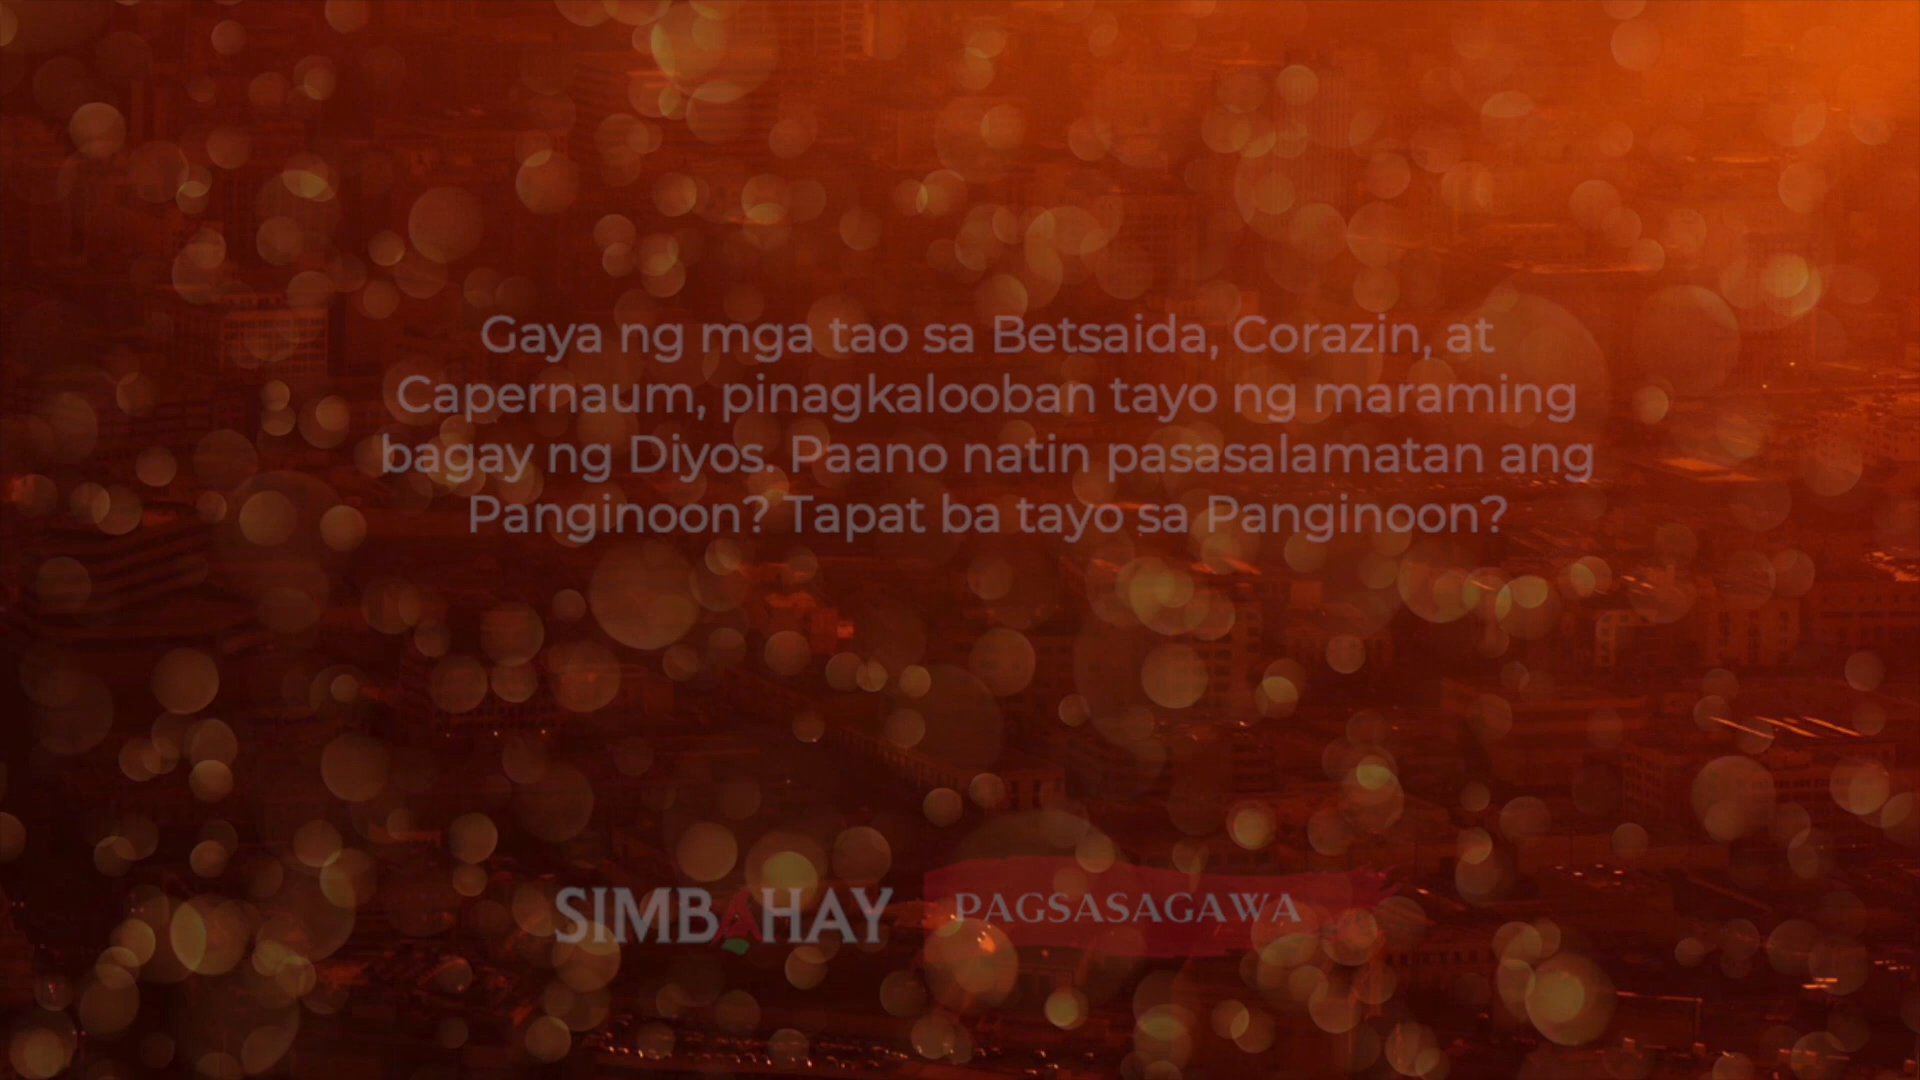 Gaya ng mga tao sa Betsaida, Corazin, at
Capernaum, pinagkalooban tayo ng maraming
bagay ng Diyos. Paano natin pasasalamatan ang
Panginoon? Tapat ba tayo sa Panginoon?
SIMBAHAY PAGSASAGAWA